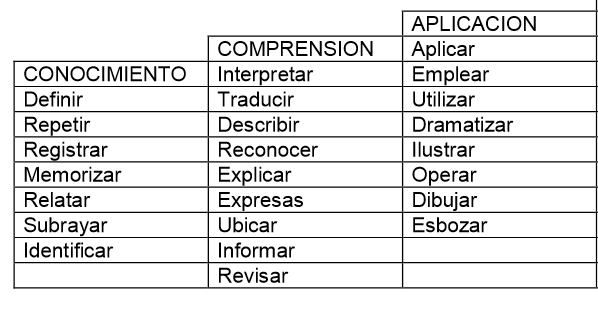 APLICACION
COMPRENSION Aplicar
CONOCIMIENTO Interpretar Emplear
Definir Traducir Utilizar
Repetir Describir Dramatizar
Registrar Reconocer Ilustrar
Memorizar Explicar Operar
Relatar Expresas Dibujar
Subrayar Ubicar Esbozar
Identificar Informar
Revisar